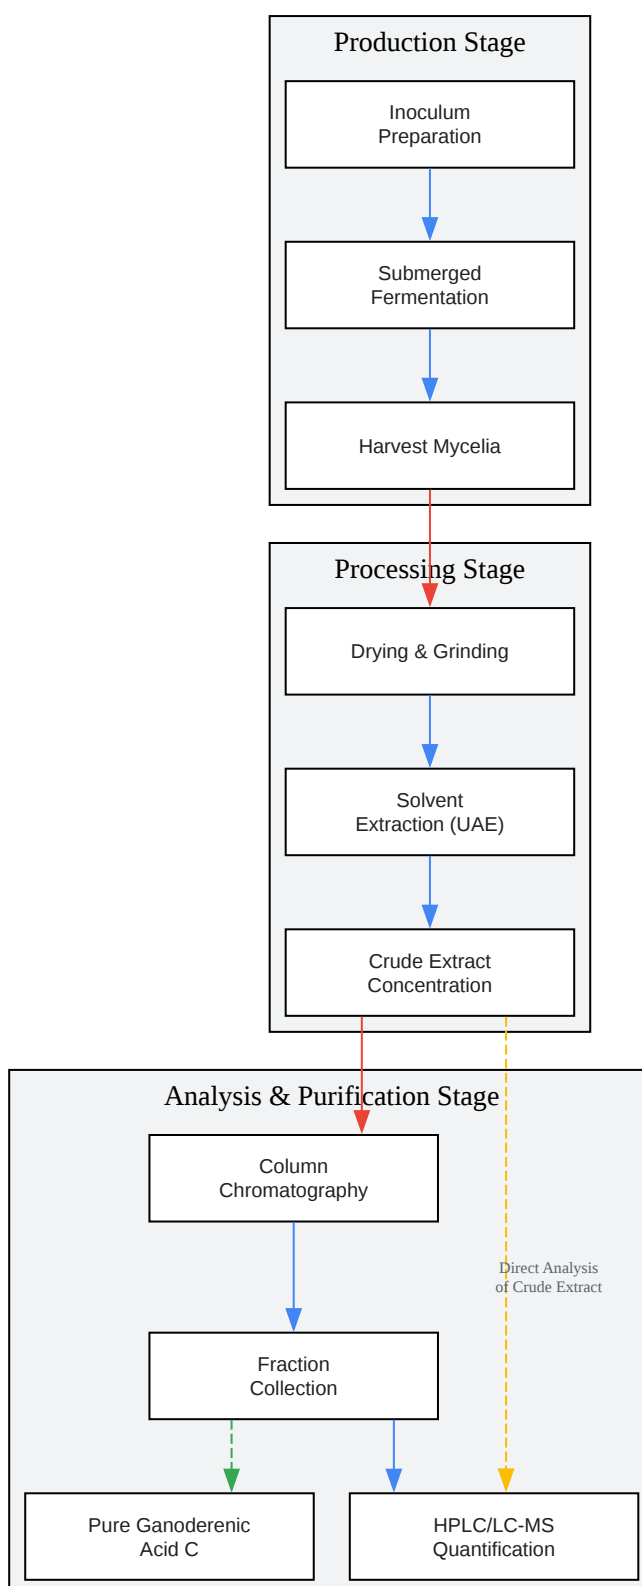 Production Stage
Inoculum
Preparation
Submerged
Fermentation
Harvest Mycelia
Processing Stage
Drying & Grinding
Solvent
Extraction (UAE)
Crude Extract
Concentration
Analysis & Purification Stage
Column
Chromatography
Direct Analysis
of Crude Extract
Fraction
Collection
Pure Ganoderenic
Acid C
HPLC/LC-MS
Quantification